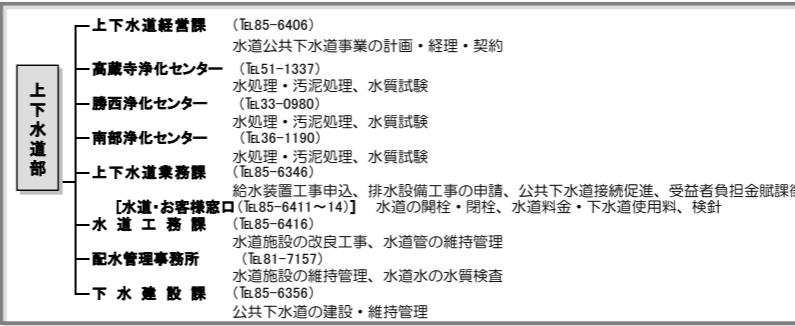 上下水道部
上下水道経営課 (℡85-6406)
水道公共下水道事業の計画・経理・契約
高蔵寺浄化センター (℡51-1337)
水処理・汚泥処理、水質試験
勝西浄化センター (℡33-0980)
水処理・汚泥処理、水質試験
南部浄化センター (℡36-1190)
水処理・汚泥処理、水質試験
上下水道業務課 (℡85-6346)
給水装置工事申込、排水設備工事の申請、公共下水道接続促進、受益者負担金賦課
[水道・お客様窓口(℡85-6411～14)] 水道の開栓・閉栓、水道料金・下水道使用料、検針
水道工務課 (℡85-6416)
水道施設の改良工事、水道管の維持管理
配水管理事務所 (℡81-7157)
水道施設の維持管理、水道水の水質検査
下水建設課 (℡85-6356)
公共下水道の建設・維持管理